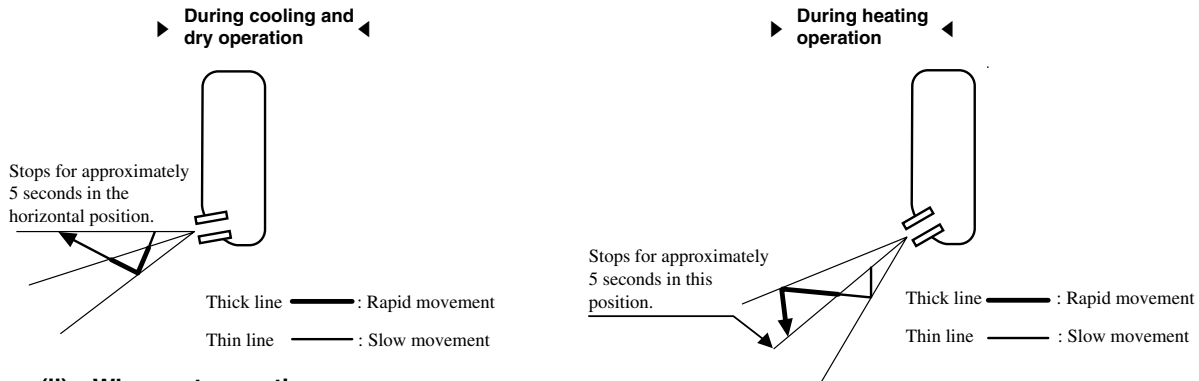 During cooling and
dry operation
Stops for approximately
5 seconds in the
horizontal position.
Thick line : Rapid movement
Thin line : Slow movement
During heating
operation
Stops for approximately
5 seconds in this
position.
Thick line : Rapid movement
Thin line : Slow movement